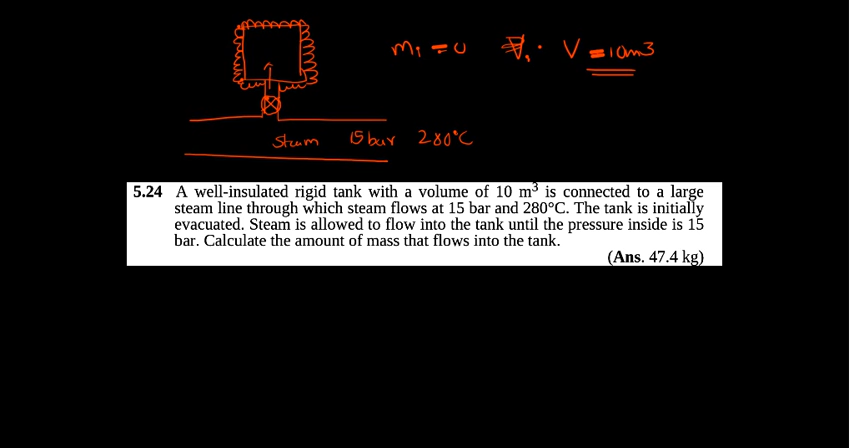 m₁ = 0 V₁ . V = 10m3
Steam 15 bar 280°C
5.24 A well-insulated rigid tank with a volume of 10 m³ is connected to a large
steam line through which steam flows at 15 bar and 280°C. The tank is initially
evacuated. Steam is allowed to flow into the tank until the pressure inside is 15
bar. Calculate the amount of mass that flows into the tank.
(Ans. 47.4 kg)